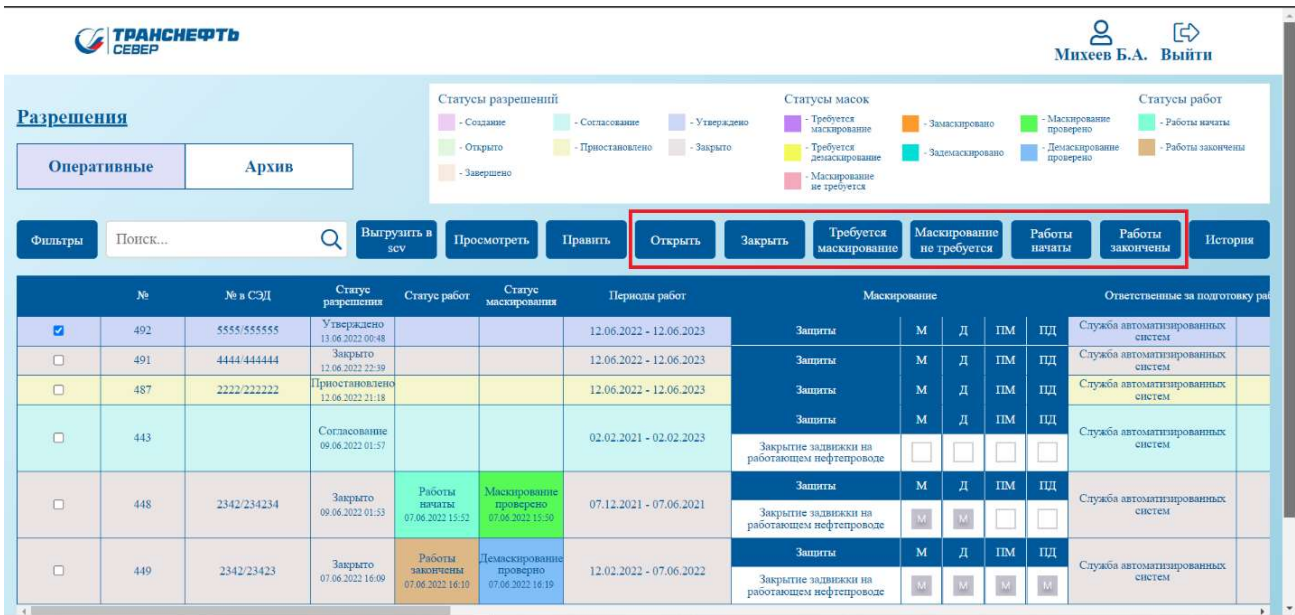 ТРАНСНЕФТЬ
СЕВЕР
Михеев Б.А. Выйти
Разрешения
Оперативные Архив
Статусы разрешений
- Создание - Согласование - Утверждено
- Открыто - Приостановлено - Закрыто
- Завершено
Статусы масок
- Требуется маскирование - Замаскировано - Маскирование проверено
- Требуется демаскирование - Задемаскировано - Демаскирование проверено
- Маскирование не требуется
Статусы работ
- Работы начаты
- Работы закончены
Фильтры Поиск... Выгрузить в scv Просмотреть Править Открыть Закрыть Требуется маскирование Маскирование не требуется Работы начаты Работы закончены История
№ № в СЭД Статус разрешения Статус работ Статус маскирования Периоды работ Маскирование Ответственные за подготовку раб
492 5555/555555 Утверждено 13.06.2022 00:48 12.06.2022 - 12.06.2023 Защиты М Д ПМ ПД Служба автоматизированных систем
491 4444/444444 Закрыто 12.06.2022 22:39 12.06.2022 - 12.06.2023 Защиты М Д ПМ ПД Служба автоматизированных систем
487 2222/222222 Приостановлено 12.06.2022 21:18 12.06.2022 - 12.06.2023 Защиты М Д ПМ ПД Служба автоматизированных систем
443 Согласование 09.06.2022 01:57 02.02.2021 - 02.02.2023 Защиты М Д ПМ ПД Служба автоматизированных систем
Закрытие задвижки на работающем нефтепроводе
448 2342/234234 Закрыто 09.06.2022 01:53 Работы начаты 07.06.2022 15:52 Маскирование проверено 07.06.2022 15:50 07.12.2021 - 07.06.2021 Защиты М Д ПМ ПД Служба автоматизированных систем
Закрытие задвижки на работающем нефтепроводе М М
449 2342/23423 Закрыто 07.06.2022 16:09 Работы закончены 07.06.2022 16:10 Демаскирование проверно 07.06.2022 16:19 12.02.2022 - 07.06.2022 Защиты М Д ПМ ПД Служба автоматизированных систем
Закрытие задвижки на работающем нефтепроводе М М М М